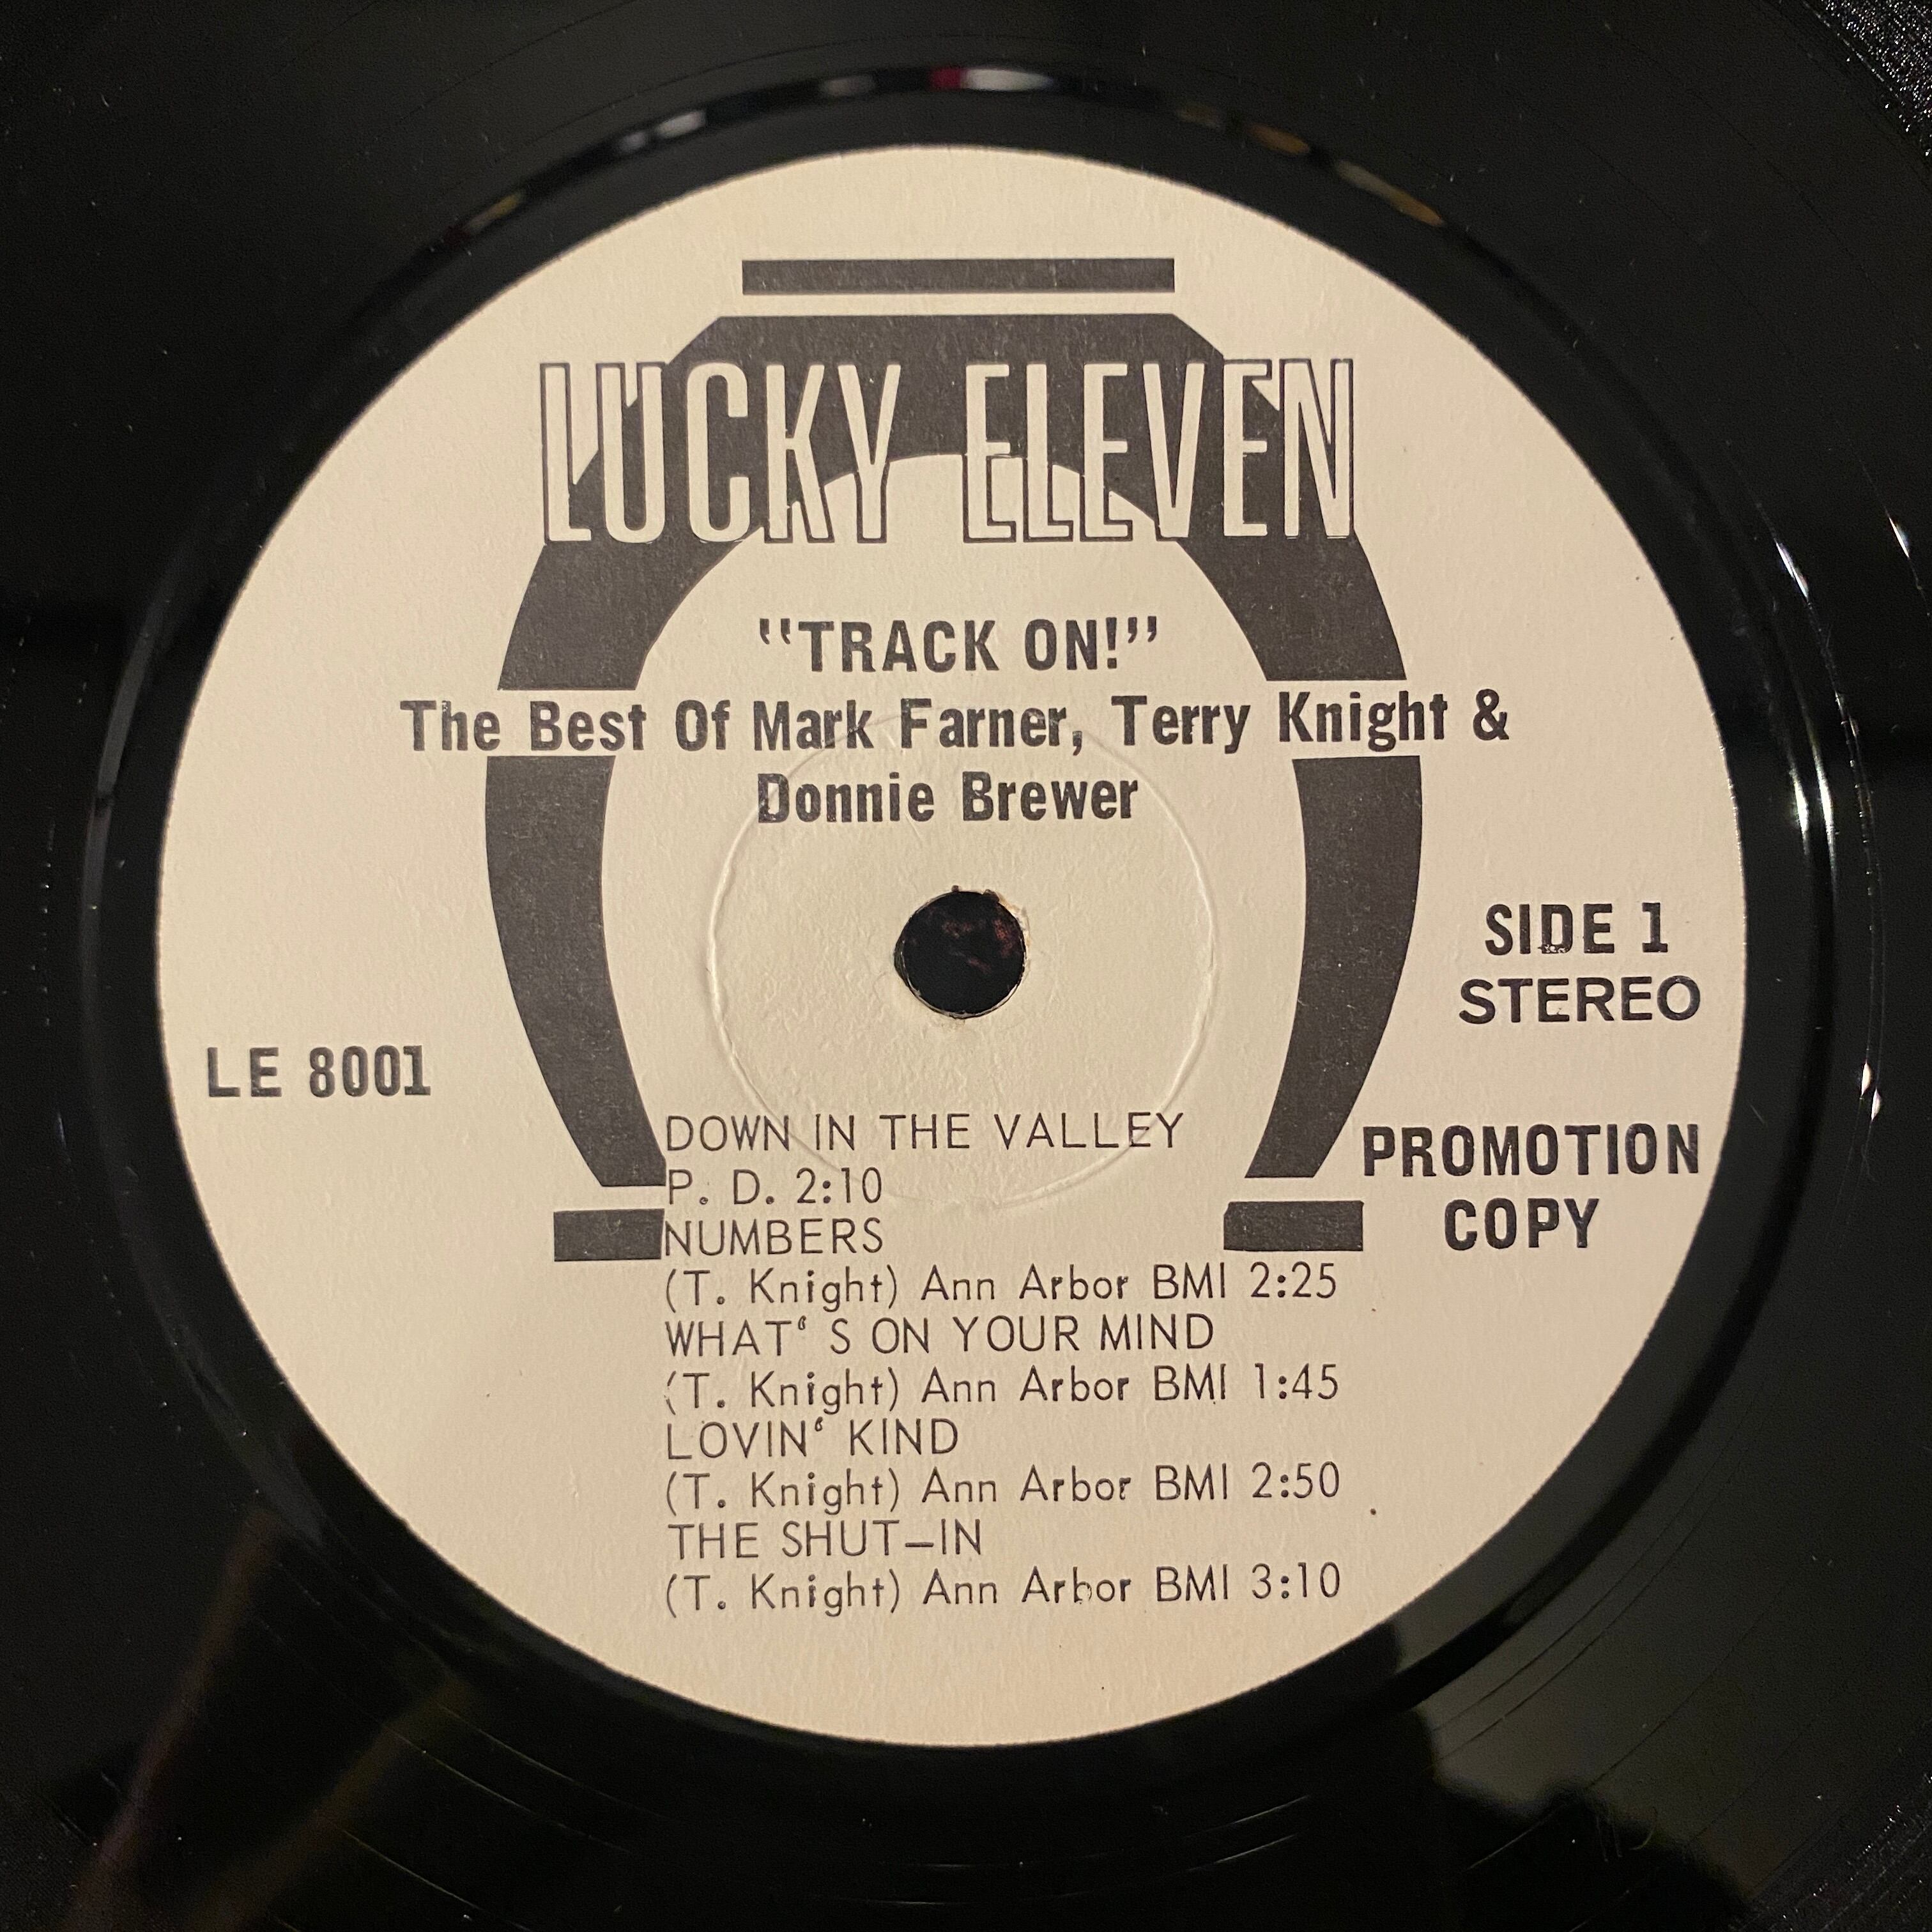 LUCKY ELEVEN
"TRACK ON!"
The Best Of Mark Farner, Terry Knight &
Donnie Brewer
SIDE 1
STEREO
LE 8001
PROMOTION
COPY
DOWN IN THE VALLEY
P. D. 2:10
NUMBERS
(T. Knight) Ann Arbor BMI 2:25
WHAT‘ S ON YOUR MIND
(T. Knight) Ann Arbor BMI 1:45
LOVIN‘ KIND
(T. Knight) Ann Arbor BMI 2:50
THE SHUT-IN
(T. Knight) Ann Arbor BMI 3:10